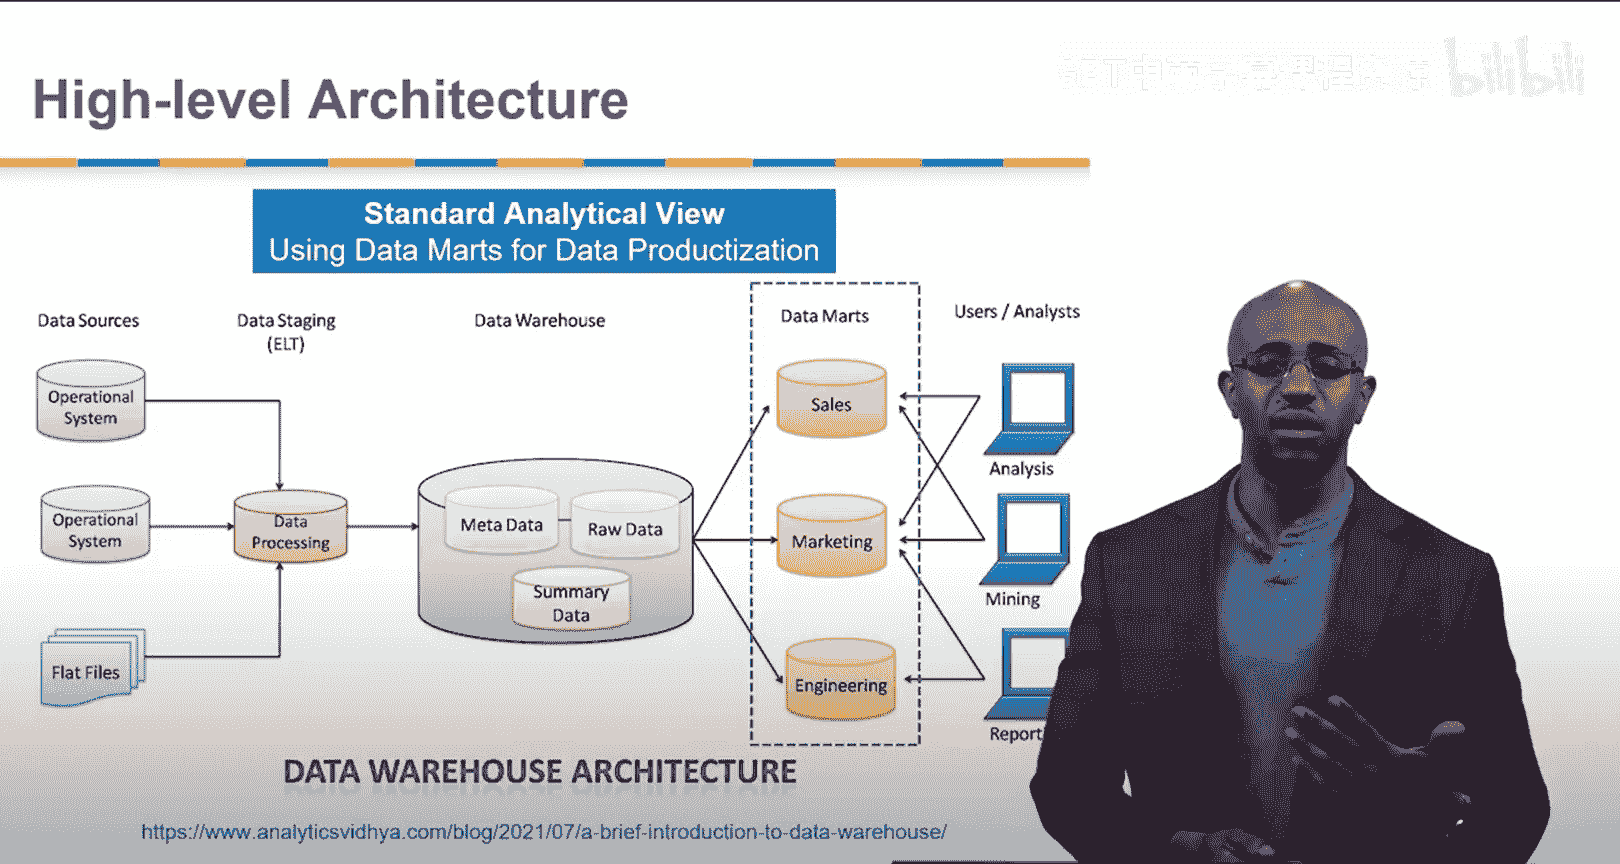 High-level Architecture
bilibili
Standard Analytical View
Using Data Marts for Data Productization
Data Sources
Data Staging
(ELT)
Data Warehouse
Data Marts
Users / Analysts
Operational
System
Operational
System
Flat Files
Data
Processing
Meta Data
Raw Data
Summary
Data
Sales
Marketing
Engineering
Analysis
Mining
Report
DATA WAREHOUSE ARCHITECTURE
https://www.analyticsvidhya.com/blog/2021/07/a-brief-introduction-to-data-warehouse/